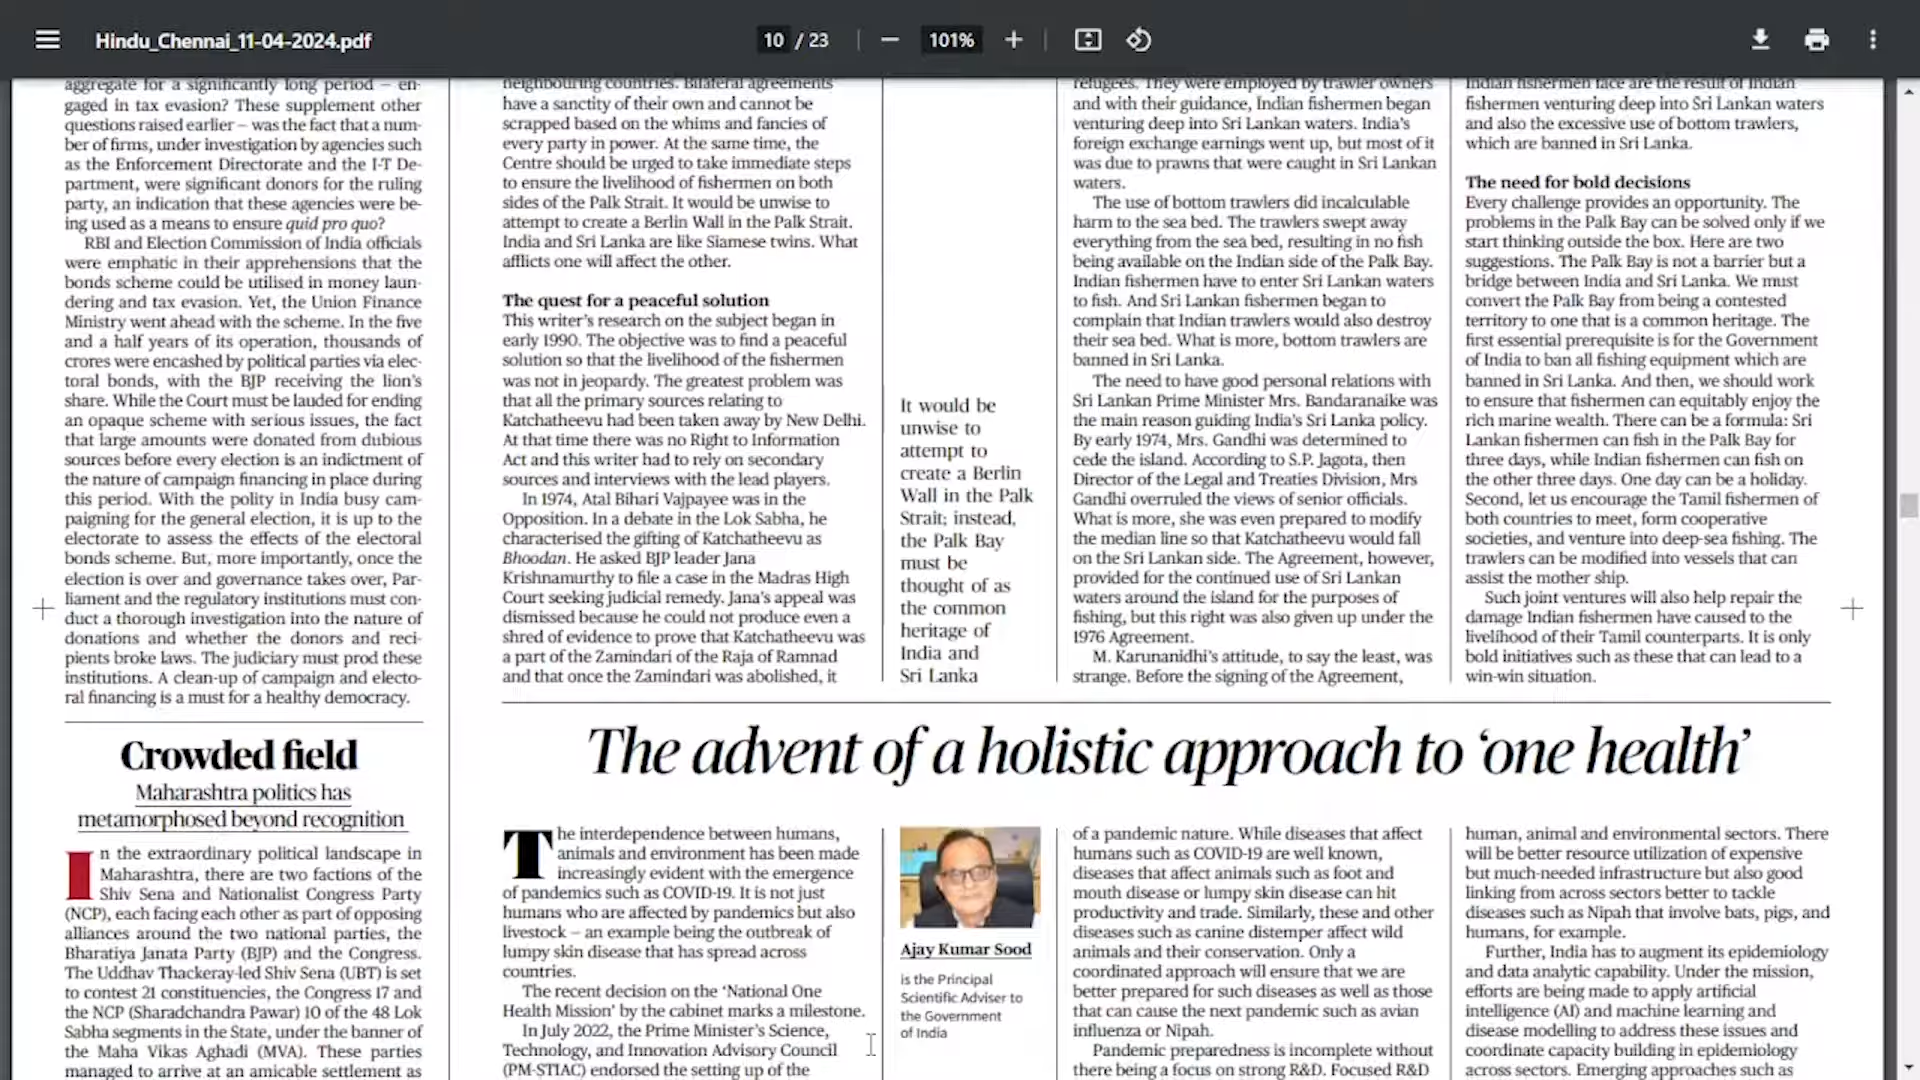 Hindu_Chennai_11-04-2024.pdf
10 / 23
101%
aggregate for a significantly long period – en-
gaged in tax evasion? These supplement other
questions raised earlier – was the fact that a num-
ber of firms, under investigation by agencies such
as the Enforcement Directorate and the I-T De-
partment, were significant donors for the ruling
party, an indication that these agencies were be-
ing used as a means to ensure quid pro quo?
RBI and Election Commission of India officials
were emphatic in their apprehensions that the
bonds scheme could be utilised in money laun-
dering and tax evasion. Yet, the Union Finance
Ministry went ahead with the scheme. In the five
and a half years of its operation, thousands of
crores were encashed by political parties via elec-
toral bonds, with the BJP receiving the lion's
share. While the Court must be lauded for ending
an opaque scheme with serious issues, the fact
that large amounts were donated from dubious
sources before every election is an indictment of
the nature of campaign financing in place during
this period. With the polity in India busy cam-
paigning for the general election, it is up to the
electorate to assess the effects of the electoral
bonds scheme. But, more importantly, once the
election is over and governance takes over, Par-
liament and the regulatory institutions must con-
duct a thorough investigation into the nature of
donations and whether the donors and reci-
pients broke laws. The judiciary must prod these
institutions. A clean-up of campaign and electo-
ral financing is a must for a healthy democracy.
Crowded field
Maharashtra politics has
metamorphosed beyond recognition
In the extraordinary political landscape in
Maharashtra, there are two factions of the
Shiv Sena and Nationalist Congress Party
(NCP), each facing each other as part of opposing
alliances around the two national parties, the
Bharatiya Janata Party (BJP) and the Congress.
The Uddhav Thackeray-led Shiv Sena (UBT) is set
to contest 21 constituencies, the Congress 17 and
the NCP (Sharadchandra Pawar) 10 of the 48 Lok
Sabha segments in the State, under the banner of
the Maha Vikas Aghadi (MVA). These parties
managed to arrive at an amicable settlement as
neighbouring countries. Bilateral agreements
have a sanctity of their own and cannot be
scrapped based on the whims and fancies of
every party in power. At the same time, the
Centre should be urged to take immediate steps
to ensure the livelihood of fishermen on both
sides of the Palk Strait. It would be unwise to
attempt to create a Berlin Wall in the Palk Strait.
India and Sri Lanka are like Siamese twins. What
afflicts one will affect the other.
The quest for a peaceful solution
This writer's research on the subject began in
early 1990. The objective was to find a peaceful
solution so that the livelihood of the fishermen
was not in jeopardy. The greatest problem was
that all the primary sources relating to
Katchatheevu had been taken away by New Delhi.
At that time there was no Right to Information
Act and this writer had to rely on secondary
sources and interviews with the lead players.
In 1974, Atal Bihari Vajpayee was in the
Opposition. In a debate in the Lok Sabha, he
characterised the gifting of Katchatheevu as
Bhoodan. He asked BJP leader Jana
Krishnamurthy to file a case in the Madras High
Court seeking judicial remedy. Jana's appeal was
dismissed because he could not produce even a
shred of evidence to prove that Katchatheevu was
a part of the Zamindari of the Raja of Ramnad
and that once the Zamindari was abolished, it
It would be
unwise to
attempt to
create a Berlin
Wall in the Palk
Strait; instead,
the Palk Bay
must be
thought of as
the common
heritage of
India and
Sri Lanka
refugees. They were employed by trawler owners
and with their guidance, Indian fishermen began
venturing deep into Sri Lankan waters. India's
foreign exchange earnings went up, but most of it
was due to prawns that were caught in Sri Lankan
waters.
The use of bottom trawlers did incalculable
harm to the sea bed. The trawlers swept away
everything from the sea bed, resulting in no fish
being available on the Indian side of the Palk Bay.
Indian fishermen have to enter Sri Lankan waters
to fish. And Sri Lankan fishermen began to
complain that Indian trawlers would also destroy
their sea bed. What is more, bottom trawlers are
banned in Sri Lanka.
The need to have good personal relations with
Sri Lankan Prime Minister Mrs. Bandaranaike was
the main reason guiding India's Sri Lanka policy.
By early 1974, Mrs. Gandhi was determined to
cede the island. According to S.P. Jagota, then
Director of the Legal and Treaties Division, Mrs
Gandhi overruled the views of senior officials.
What is more, she was even prepared to modify
the median line so that Katchatheevu would fall
on the Sri Lankan side. The Agreement, however,
provided for the continued use of Sri Lankan
waters around the island for the purposes of
fishing, but this right was also given up under the
1976 Agreement.
M. Karunanidhi's attitude, to say the least, was
strange. Before the signing of the Agreement,
Indian fishermen face are the result of Indian
fishermen venturing deep into Sri Lankan waters
and also the excessive use of bottom trawlers,
which are banned in Sri Lanka.
The need for bold decisions
Every challenge provides an opportunity. The
problems in the Palk Bay can be solved only if we
start thinking outside the box. Here are two
suggestions. The Palk Bay is not a barrier but a
bridge between India and Sri Lanka. We must
convert the Palk Bay from being a contested
territory to one that is a common heritage. The
first essential prerequisite is for the Government
of India to ban all fishing equipment which are
banned in Sri Lanka. And then, we should work
to ensure that fishermen can equitably enjoy the
rich marine wealth. There can be a formula: Sri
Lankan fishermen can fish in the Palk Bay for
three days, while Indian fishermen can fish on
the other three days. One day can be a holiday.
Second, let us encourage the Tamil fishermen of
both countries to meet, form cooperative
societies, and venture into deep-sea fishing. The
trawlers can be modified into vessels that can
assist the mother ship.
Such joint ventures will also help repair the
damage Indian fishermen have caused to the
livelihood of their Tamil counterparts. It is only
bold initiatives such as these that can lead to a
win-win situation.
The advent of a holistic approach to 'one health'
The interdependence between humans,
animals and environment has been made
increasingly evident with the emergence
of pandemics such as COVID-19. It is not just
humans who are affected by pandemics but also
livestock – an example being the outbreak of
lumpy skin disease that has spread across
countries.
The recent decision on the 'National One
Health Mission' by the cabinet marks a milestone.
In July 2022, the Prime Minister's Science,
Technology, and Innovation Advisory Council
(PM-STIAC) endorsed the setting up of the
Ajay Kumar Sood
is the Principal
Scientific Adviser to
the Government
of India
of a pandemic nature. While diseases that affect
humans such as COVID-19 are well known,
diseases that affect animals such as foot and
mouth disease or lumpy skin disease can hit
productivity and trade. Similarly, these and other
diseases such as canine distemper affect wild
animals and their conservation. Only a
coordinated approach will ensure that we are
better prepared for such diseases as well as those
that can cause the next pandemic such as avian
influenza or Nipah.
Pandemic preparedness is incomplete without
there being a focus on strong R&D. Focused R&D
human, animal and environmental sectors. There
will be better resource utilization of expensive
but much-needed infrastructure but also good
linking from across sectors better to tackle
diseases such as Nipah that involve bats, pigs, and
humans, for example.
Further, India has to augment its epidemiology
and data analytic capability. Under the mission,
efforts are being made to apply artificial
intelligence (AI) and machine learning and
disease modelling to address these issues and
coordinate capacity building in epidemiology
across sectors. Emerging approaches such as